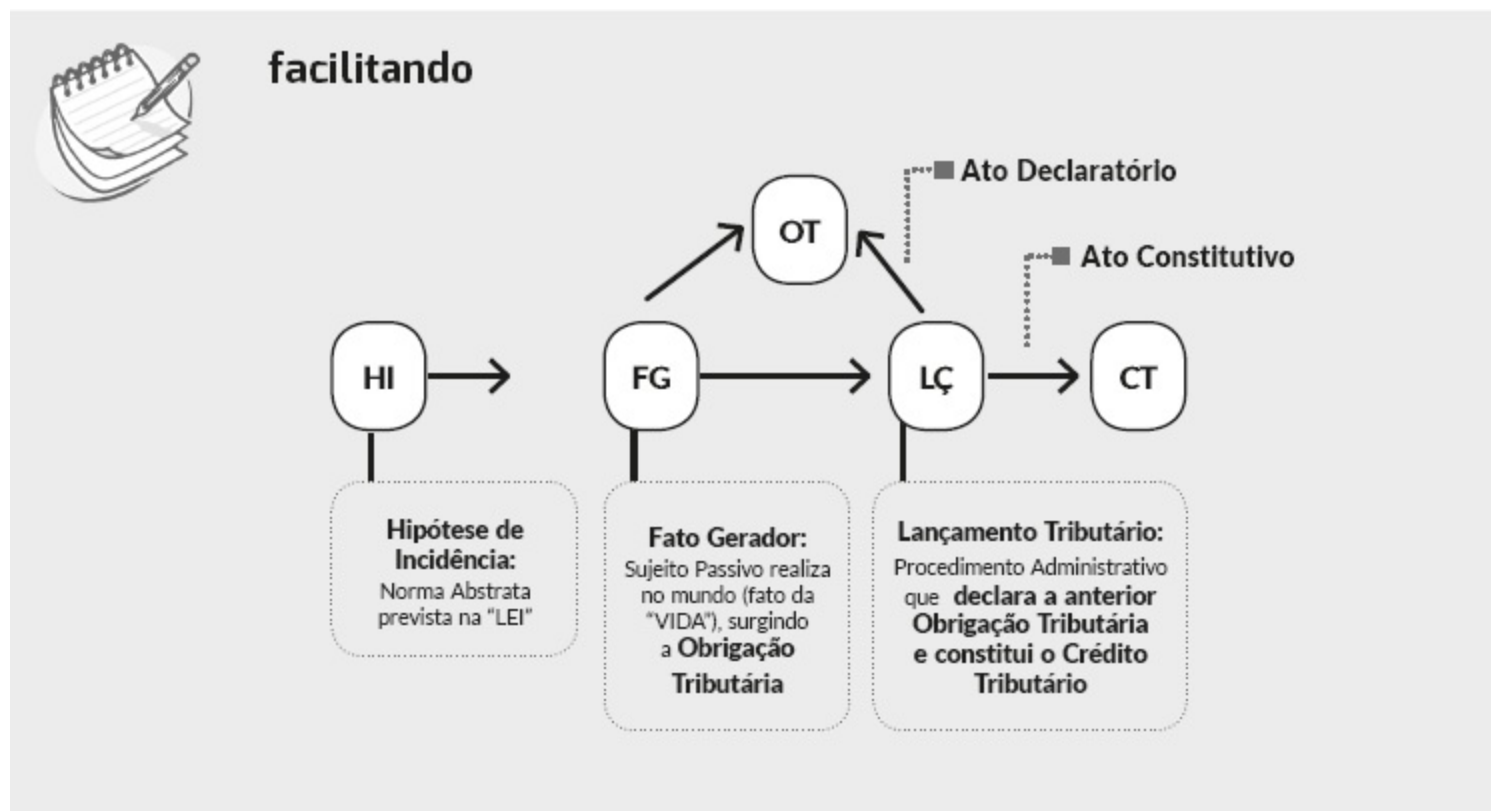 facilitando
Ato Declaratório
OT
Ato Constitutivo
HI
FG
LÇ
CT
Hipótese de
Incidência:
Norma Abstrata
prevista na “LEI”
Fato Gerador:
Sujeito Passivo realiza
no mundo (fato da
“VIDA”), surgindo
a Obrigação
Tributária
Lançamento Tributário:
Procedimento Administrativo
que declara a anterior
Obrigação Tributária
e constitui o Crédito
Tributário